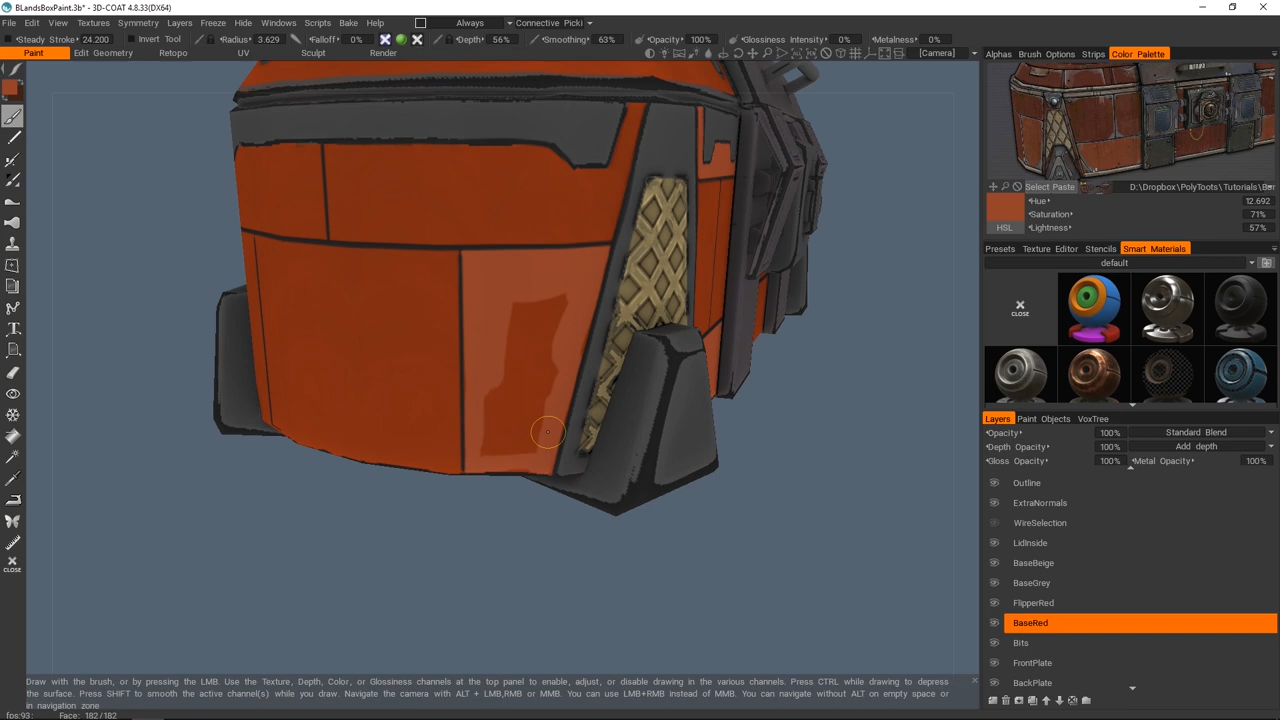 BLandsBoxPaint.3b* - 3D-COAT 4.8.33(DX64)
File Edit View Textures Symmetry Layers Freeze Hide Windows Scripts Bake Help Always Connective Picki
Steady Stroke 24.200 Invert Tool Radius 3.629 Falloff 0% Depth 56% Smoothing 63% Opacity 100% Glossiness Intensity 0% Metalness 0%
Paint Edit Geometry Retopo UV Sculpt Render [Camera]
Alphas Brush Options Strips Color Palette
Select Paste D:\Dropbox\PolyToots\Tutorials\Bor
Hue 12.692
Saturation 71%
HSL Lightness 57%
Presets Texture Editor Stencils Smart Materials
default
CLOSE
Layers Paint Objects VoxTree
Opacity 100% Standard Blend
Depth Opacity 100% Add depth
Gloss Opacity 100% Metal Opacity 100%
Outline
ExtraNormals
WireSelection
LidInside
BaseBeige
BaseGrey
FlipperRed
BaseRed
Bits
FrontPlate
BackPlate
CLOSE
Draw with the brush, or by pressing the LMB. Use the Texture, Depth, Color, or Glossiness channels at the top panel to enable, adjust, or disable drawing in the various channels. Press CTRL while drawing to depress
the surface. Press SHIFT to smooth the active channel(s) while you draw. Navigate the camera with ALT + LMB,RMB or MMB. You can use LMB+RMB instead of MMB. You can navigate without ALT on empty space or
in navigation zone
fps:93; Face: 182/182